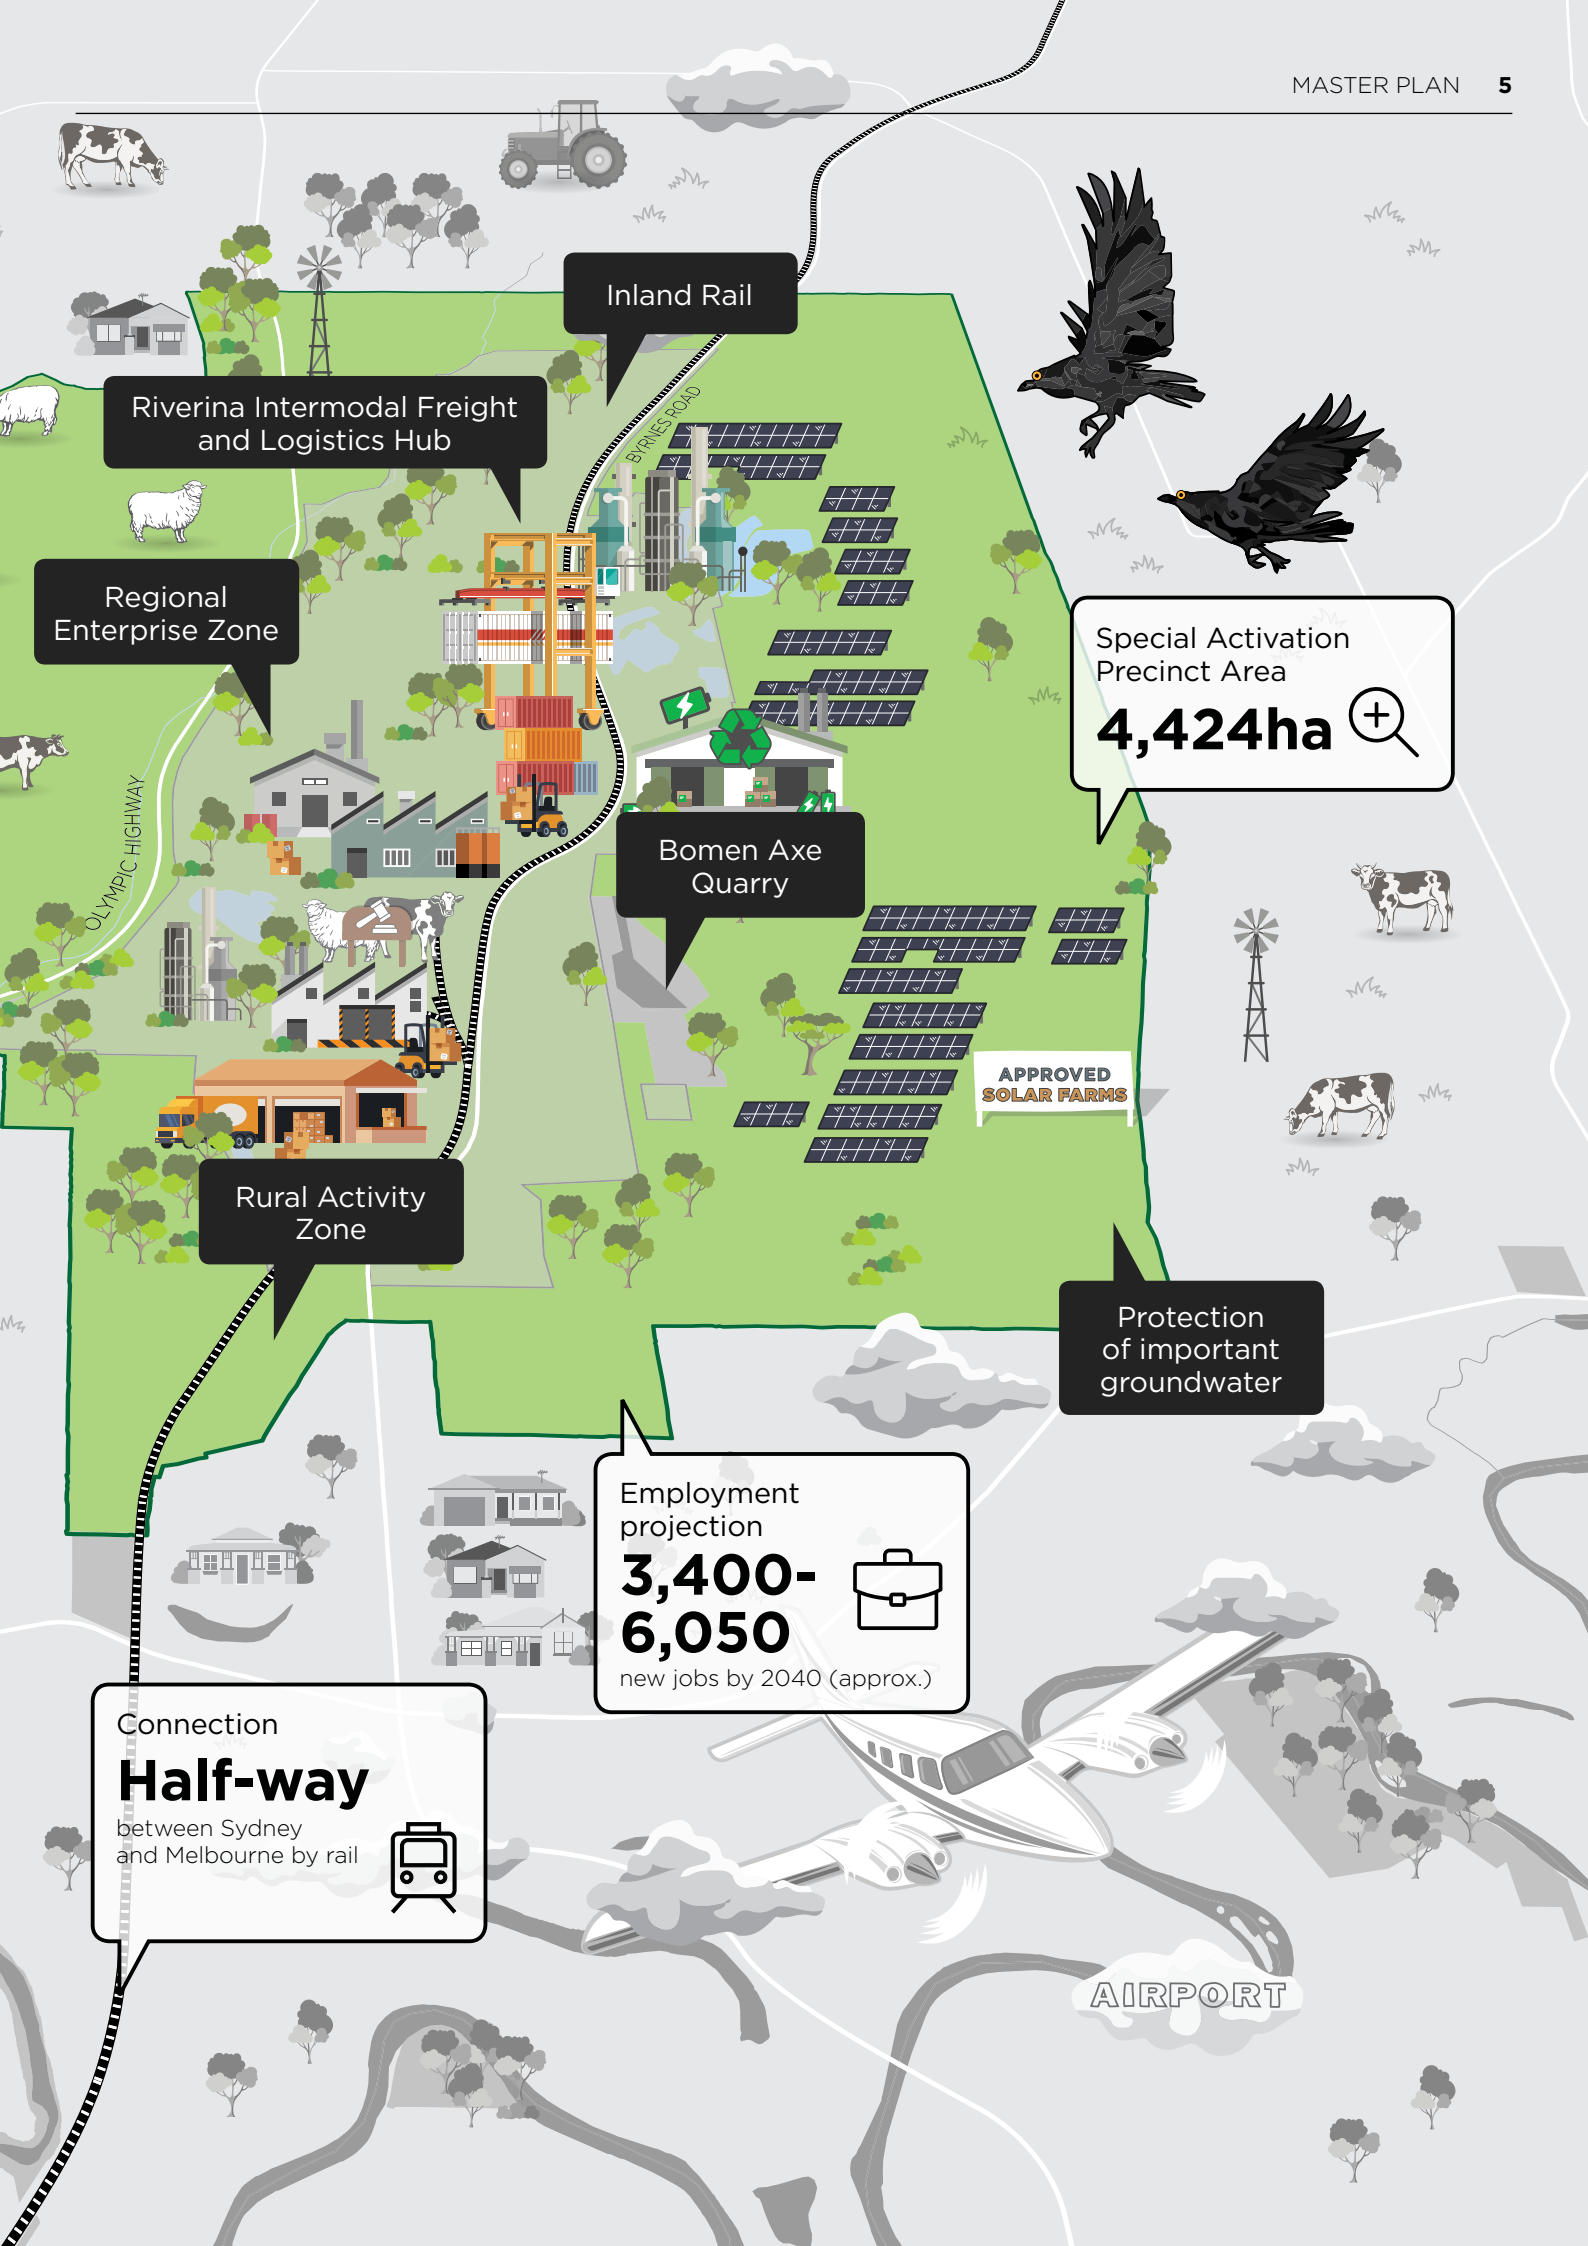 MASTER PLAN 5
Inland Rail
BYRNES ROAD
Riverina Intermodal Freight
and Logistics Hub
Regional
Enterprise Zone
Special Activation
Precinct Area
4,424ha
OLYMPIC HIGHWAY
Bomen Axe
Quarry
APPROVED
SOLAR FARMS
Rural Activity
Zone
Protection
of important
groundwater
Employment
projection
3,400-
6,050
new jobs by 2040 (approx.)
Connection
Half-way
between Sydney
and Melbourne by rail
AIRPORT